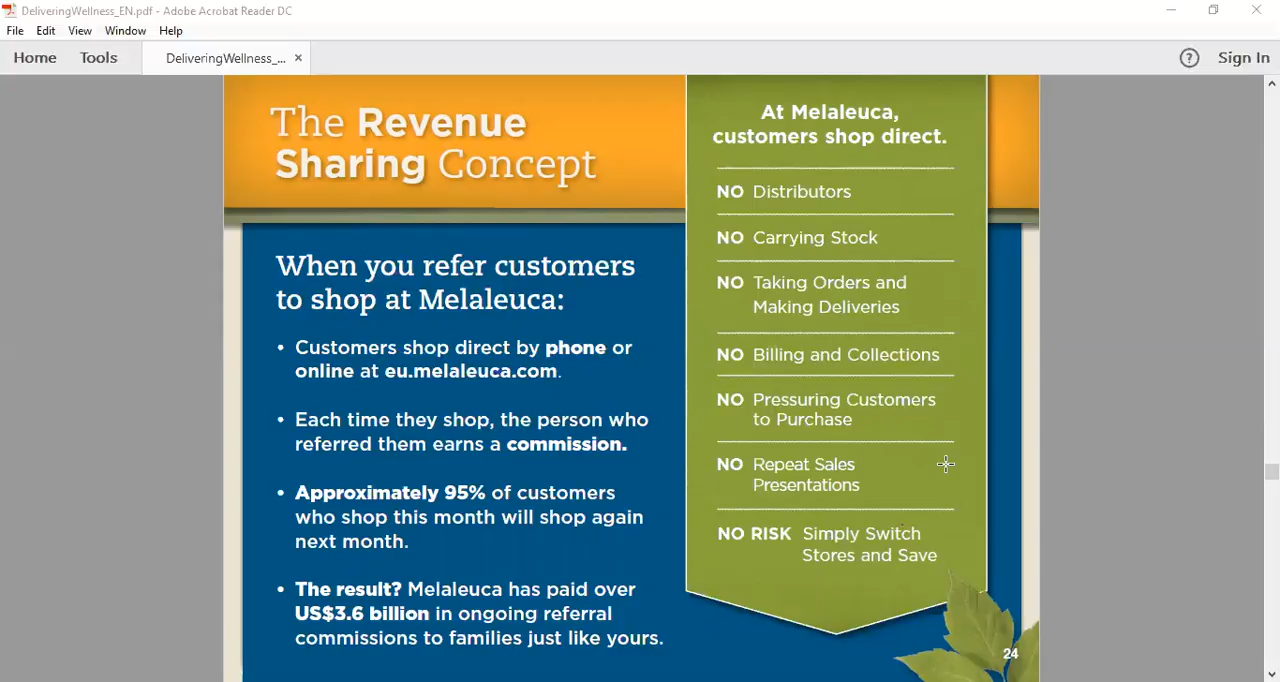 DeliveringWellness_EN.pdf - Adobe Acrobat Reader DC
File Edit View Window Help
Home Tools DeliveringWellness_... × ? Sign In
The Revenue
Sharing Concept
When you refer customers
to shop at Melaleuca:
• Customers shop direct by phone or
online at eu.melaleuca.com.
• Each time they shop, the person who
referred them earns a commission.
• Approximately 95% of customers
who shop this month will shop again
next month.
• The result? Melaleuca has paid over
US$3.6 billion in ongoing referral
commissions to families just like yours.
At Melaleuca,
customers shop direct.
NO Distributors
NO Carrying Stock
NO Taking Orders and
Making Deliveries
NO Billing and Collections
NO Pressuring Customers
to Purchase
NO Repeat Sales
Presentations
NO RISK Simply Switch
Stores and Save
24